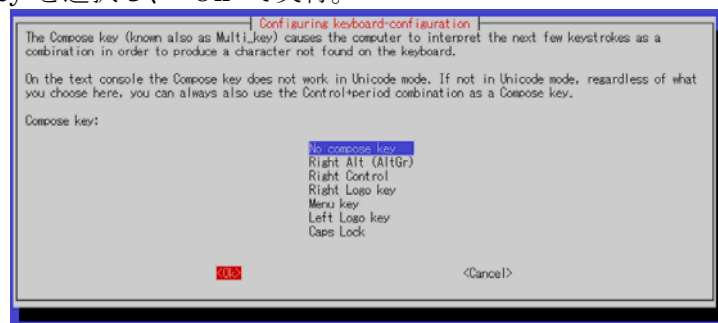 Configuring keyboard-configuration
The Compose key (known also as Multi_key) causes the computer to interpret the next few keystrokes as a
combination in order to produce a character not found on the keyboard.
On the text console the Compose key does not work in Unicode mode. If not in Unicode mode, regardless of what
you choose here, you can always also use the Control+period combination as a Compose key.
Compose key:
No compose key
Right Alt (AltGr)
Right Control
Right Logo key
Menu key
Left Logo key
Caps Lock
<Ok> <Cancel>